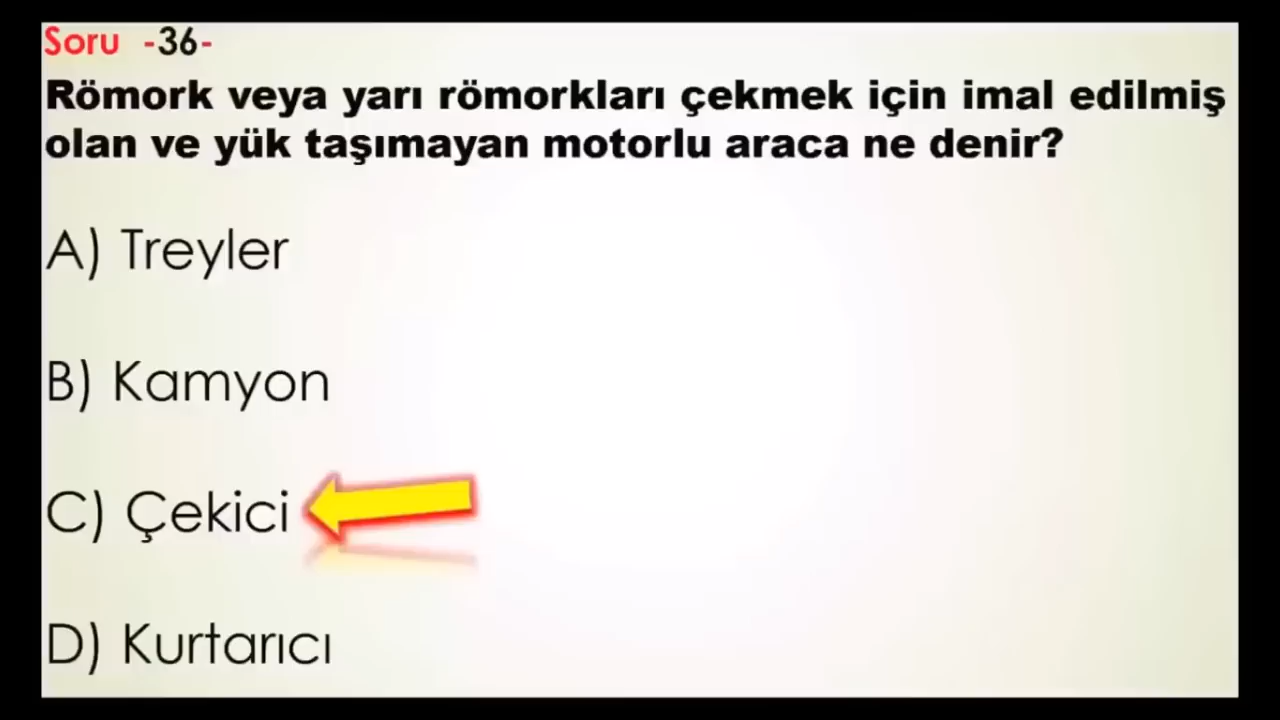 Soru -36-
Römork veya yarı römorkları çekmek için imal edilmiş
olan ve yük taşımayan motorlu araca ne denir?
A) Treyler
B) Kamyon
C) Çekici
D) Kurtarıcı